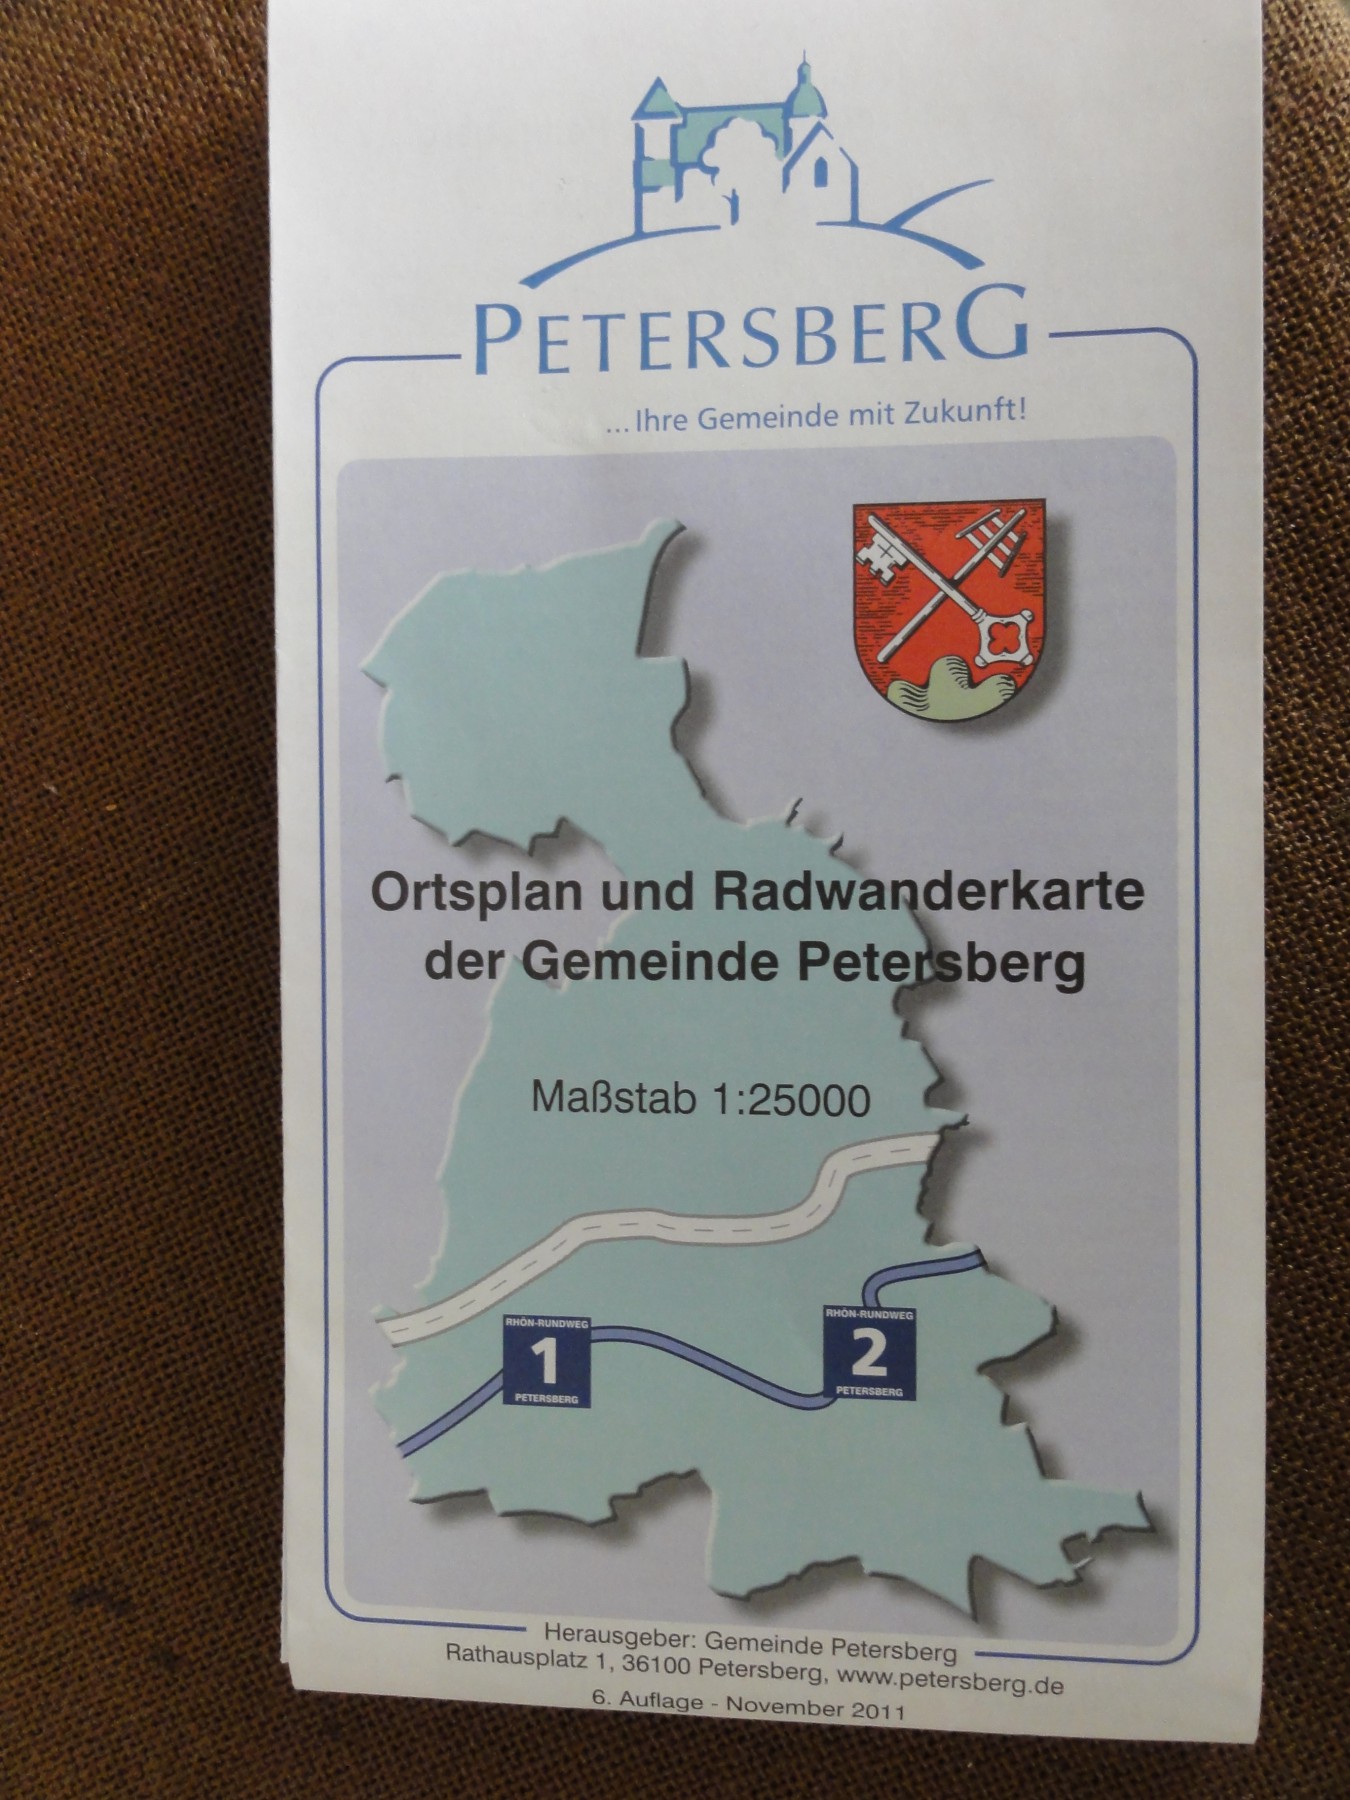 PETERSBERG
...Ihre Gemeinde mit Zukunft!
Ortsplan und Radwanderkarte
der Gemeinde Petersberg
Maßstab 1:25000
RHÖN-RUNDWEG
1
PETERSBERG
RHÖN-RUNDWEG
2
PETERSBERG
Herausgeber: Gemeinde Petersberg
Rathausplatz 1, 36100 Petersberg, www.petersberg.de
6. Auflage - November 2011